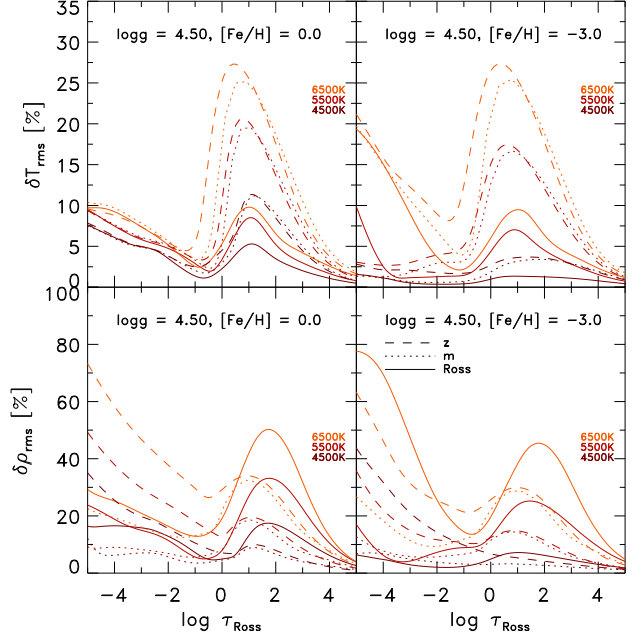 35
30
25
20
15
10
5
0
δT_rms [%]
logg = 4.50, [Fe/H] = 0.0
6500K
5500K
4500K
logg = 4.50, [Fe/H] = −3.0
6500K
5500K
4500K
100
80
60
40
20
0
δρ_rms [%]
logg = 4.50, [Fe/H] = 0.0
6500K
5500K
4500K
logg = 4.50, [Fe/H] = −3.0
z
m
Ross
6500K
5500K
4500K
−4 −2 0 2 4
−4 −2 0 2 4
log τ_Ross
log τ_Ross